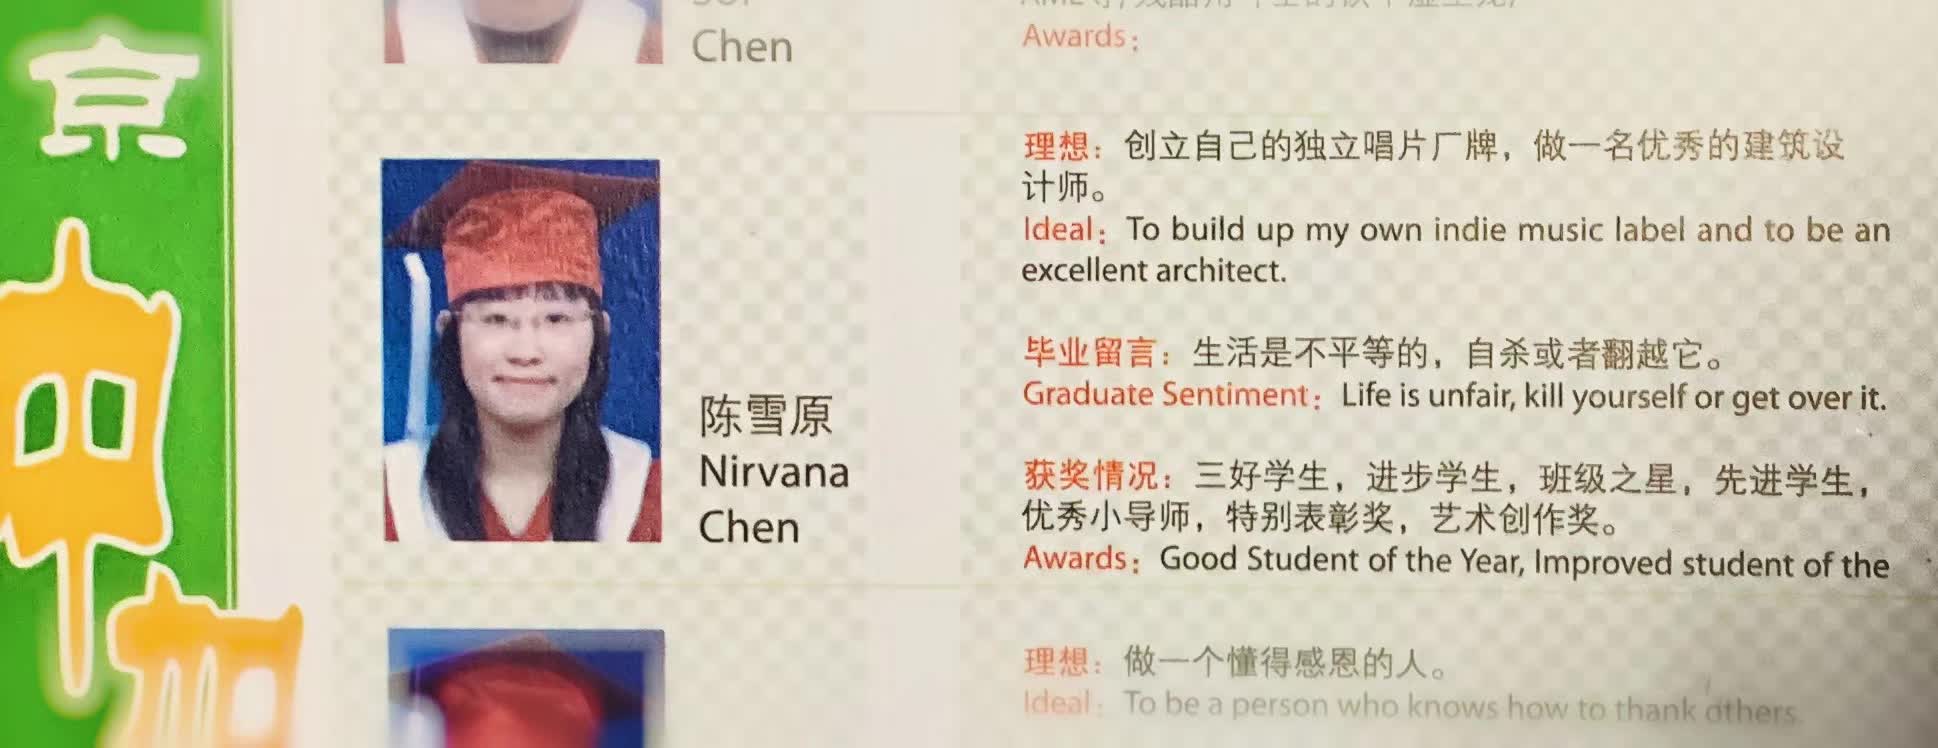 京
Chen
Awards：
理想：创立自己的独立唱片厂牌，做一名优秀的建筑设
计师。
Ideal：To build up my own indie music label and to be an
excellent architect.
毕业留言：生活是不平等的，自杀或者翻越它。
Graduate Sentiment：Life is unfair, kill yourself or get over it.
陈雪原
Nirvana
Chen
获奖情况：三好学生，进步学生，班级之星，先进学生，
优秀小导师，特别表彰奖，艺术创作奖。
Awards：Good Student of the Year, Improved student of the
理想：做一个懂得感恩的人。
Ideal：To be a person who knows how to thank others.